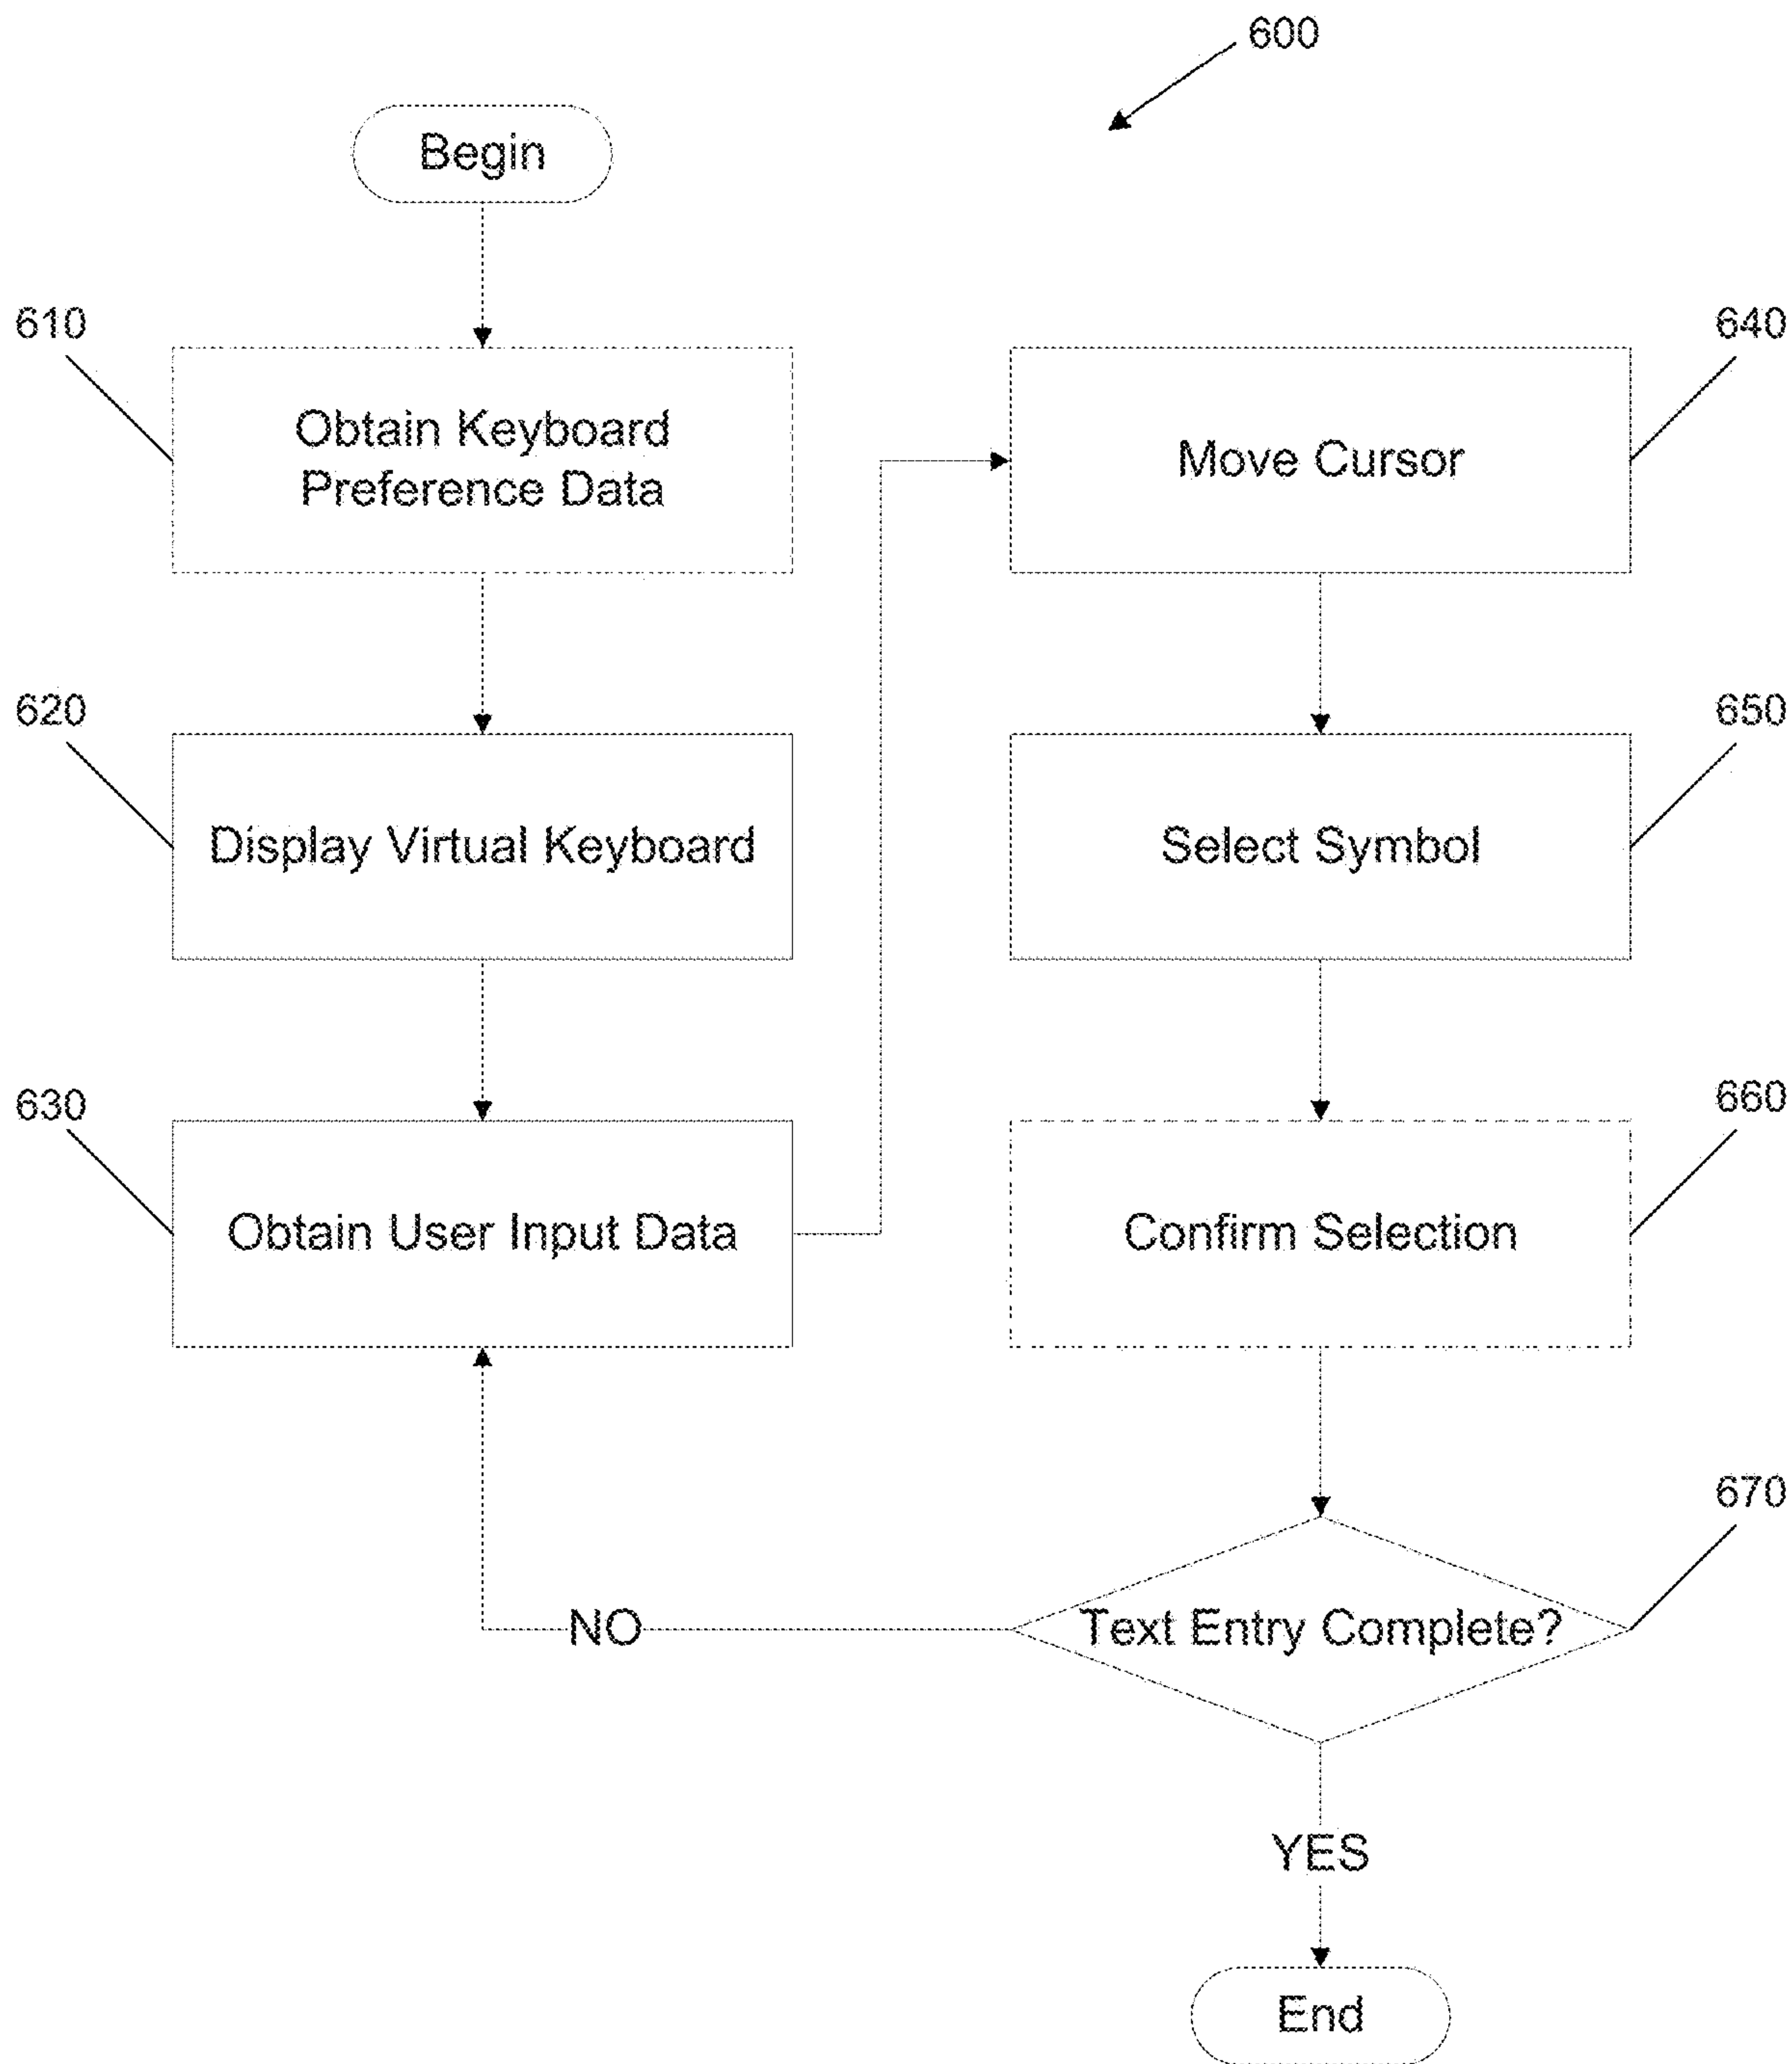 600
Begin
610
Obtain Keyboard
Preference Data
620
Display Virtual Keyboard
630
Obtain User Input Data
640
Move Cursor
650
Select Symbol
660
Confirm Selection
670
Text Entry Complete?
NO
YES
End